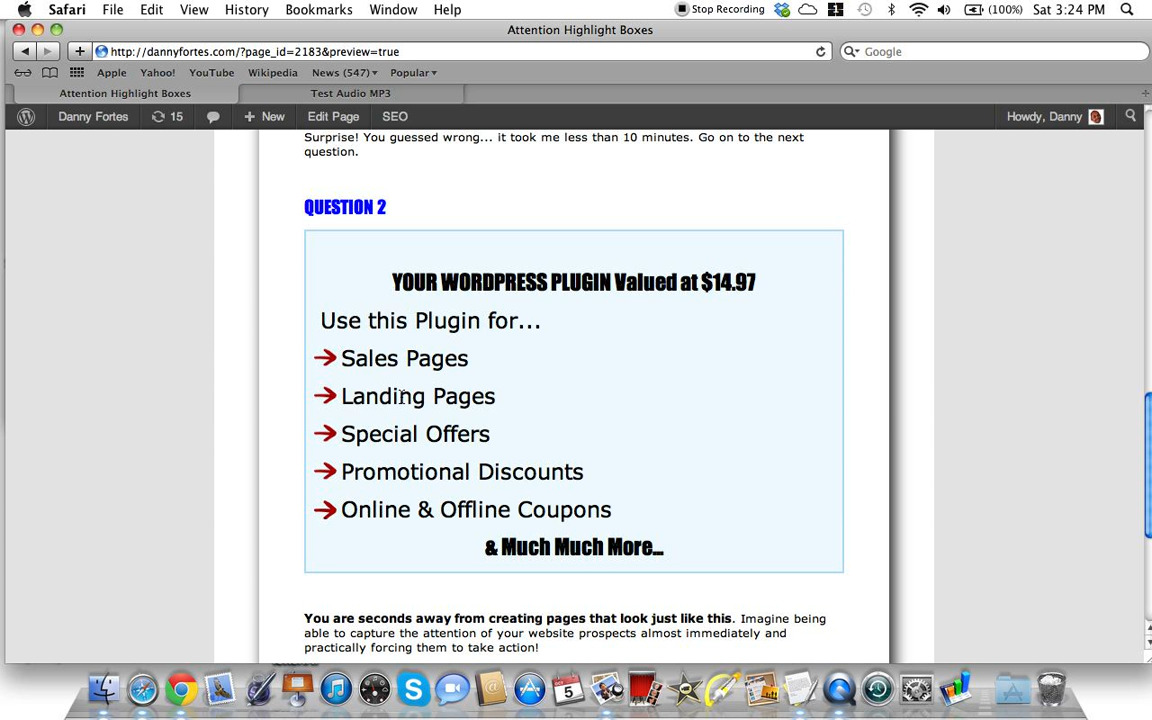 Safari File Edit View History Bookmarks Window Help Stop Recording (100%) Sat 3:24 PM
Attention Highlight Boxes
http://dannyfortes.com/?page_id=2183&preview=true Google
Apple Yahoo! YouTube Wikipedia News (547) Popular
Attention Highlight Boxes Test Audio MP3
Danny Fortes 15 New Edit Page SEO Howdy, Danny
Surprise! You guessed wrong... it took me less than 10 minutes. Go on to the next
question.
QUESTION 2
YOUR WORDPRESS PLUGIN Valued at $14.97
Use this Plugin for...
Sales Pages
Landing Pages
Special Offers
Promotional Discounts
Online & Offline Coupons
& Much Much More...
You are seconds away from creating pages that look just like this. Imagine being
able to capture the attention of your website prospects almost immediately and
practically forcing them to take action!